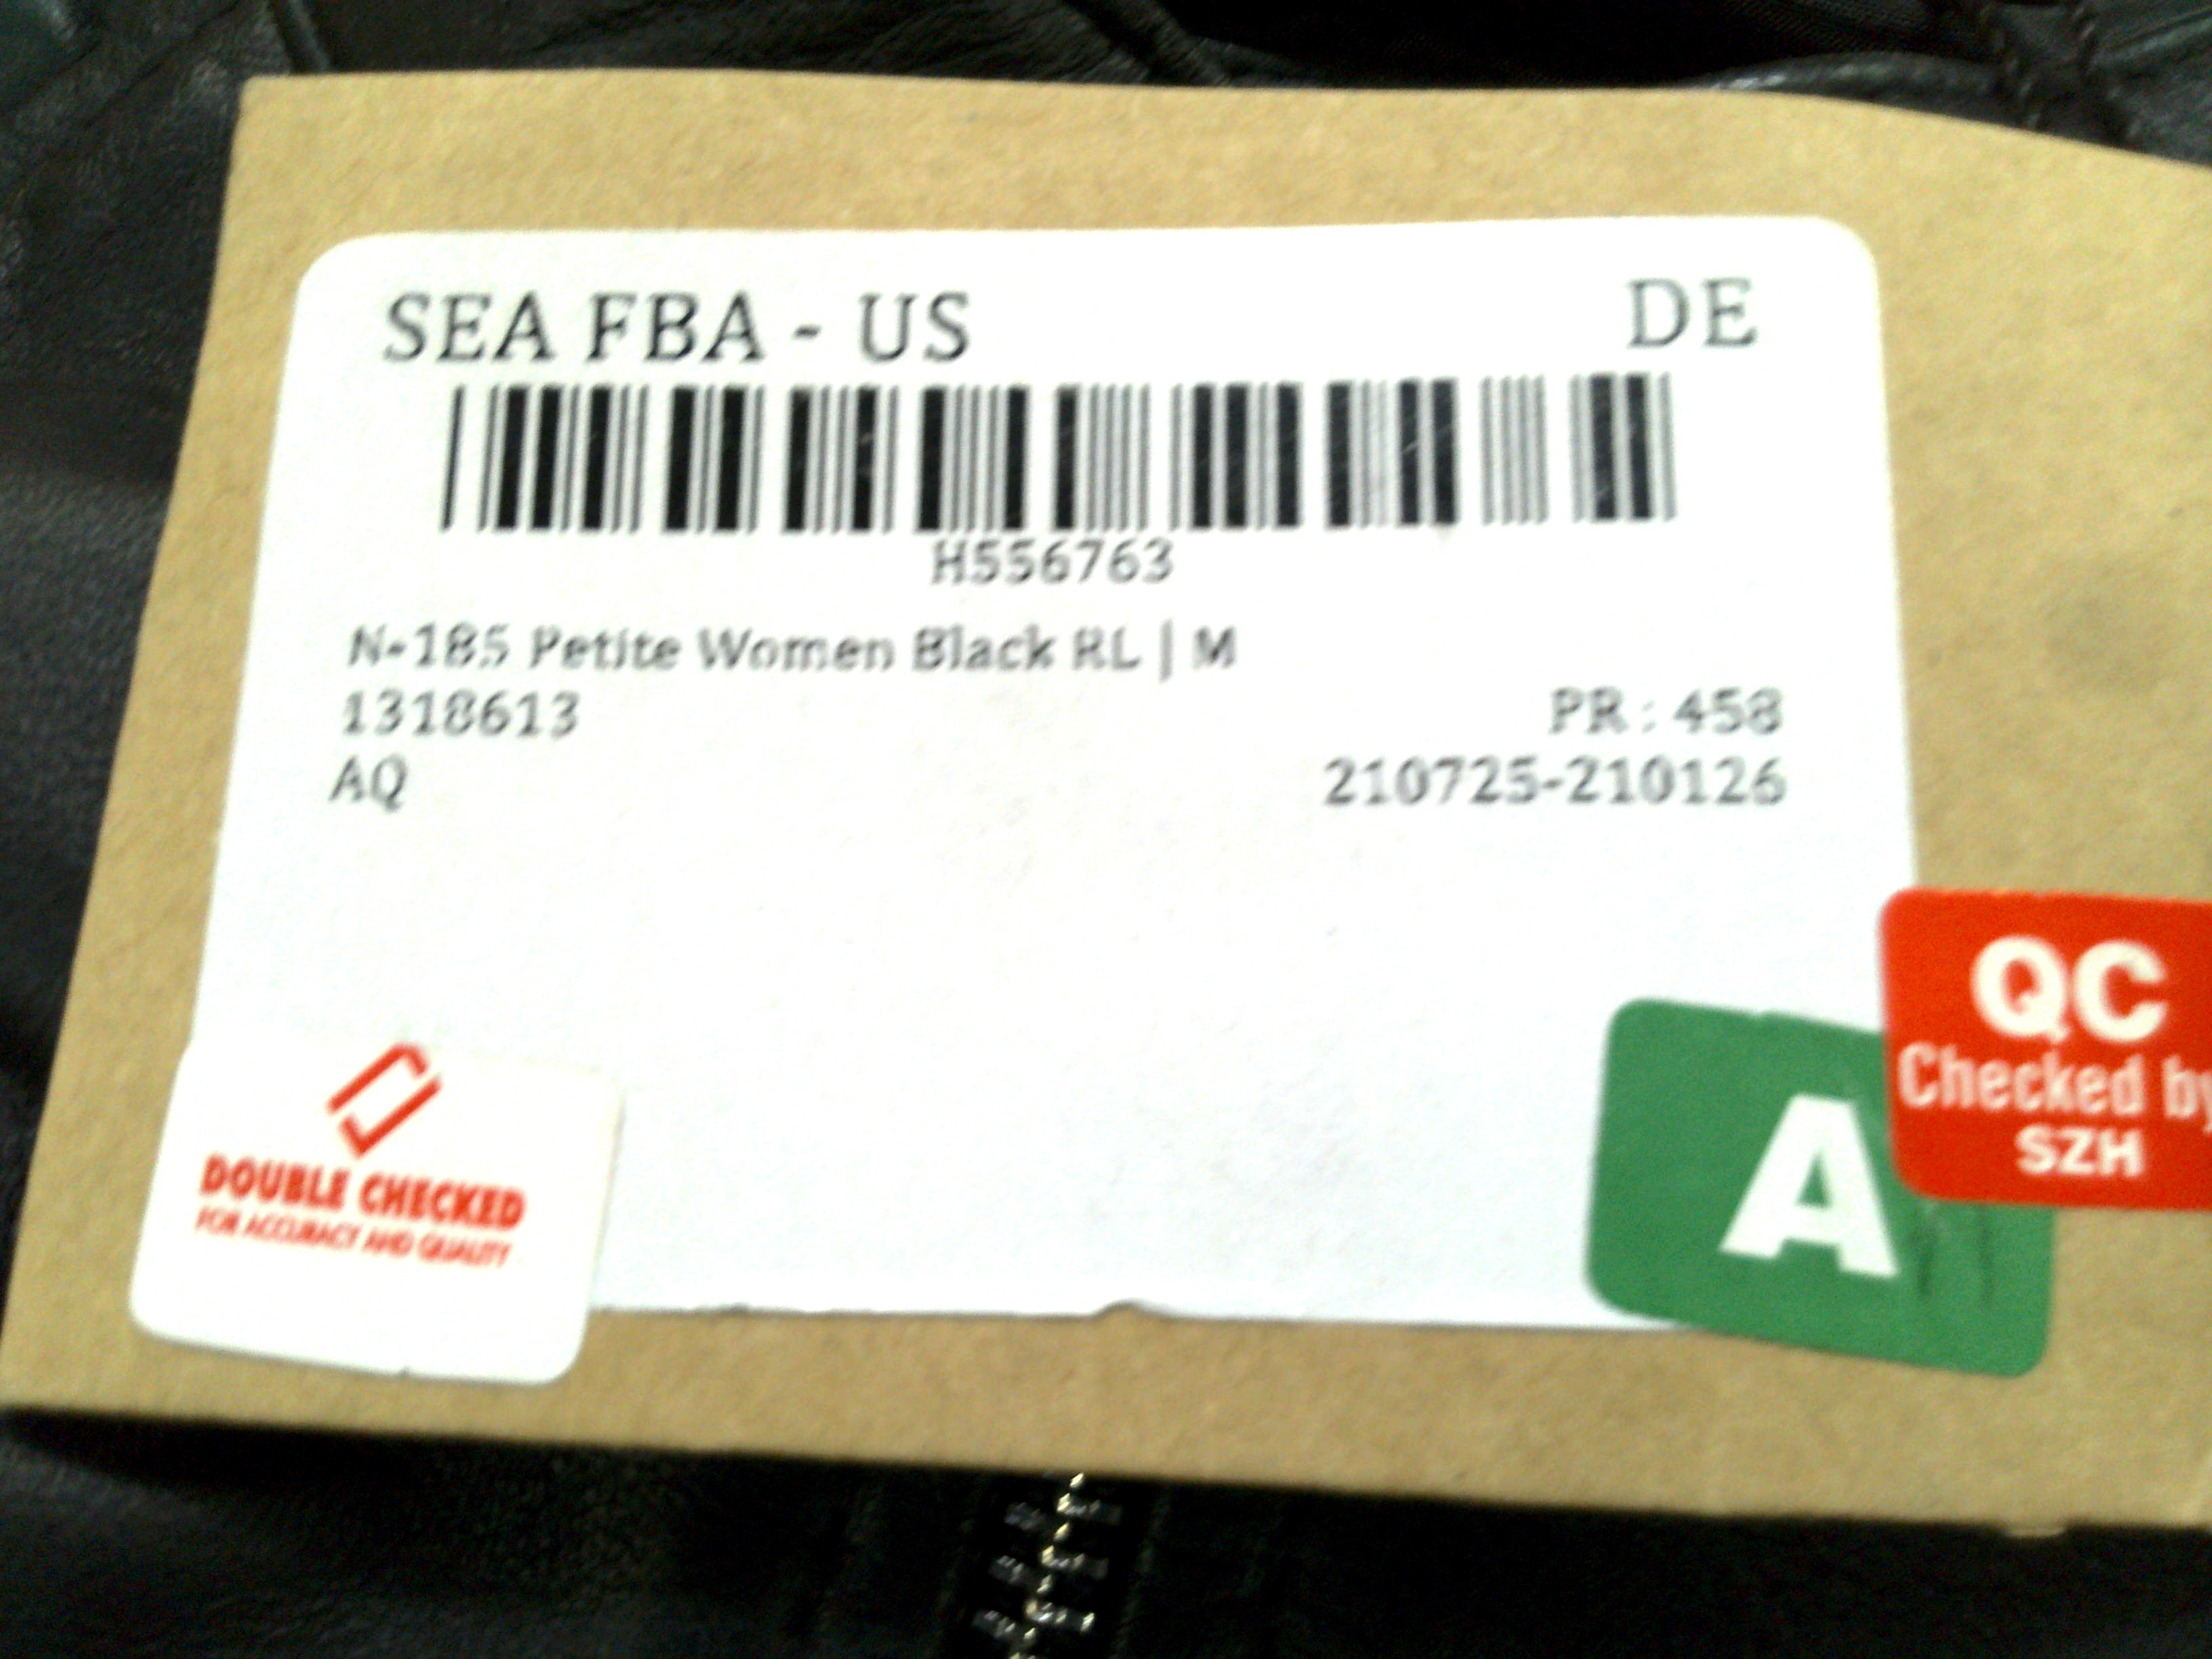 SEA FBA - US DE
H556763
N-185 Petite Women Black RL | M
1318613 PR : 458
AQ 210725-210126
QC
Checked by
SZH
A
DOUBLE CHECKED
FOR ACCURACY AND QUALITY